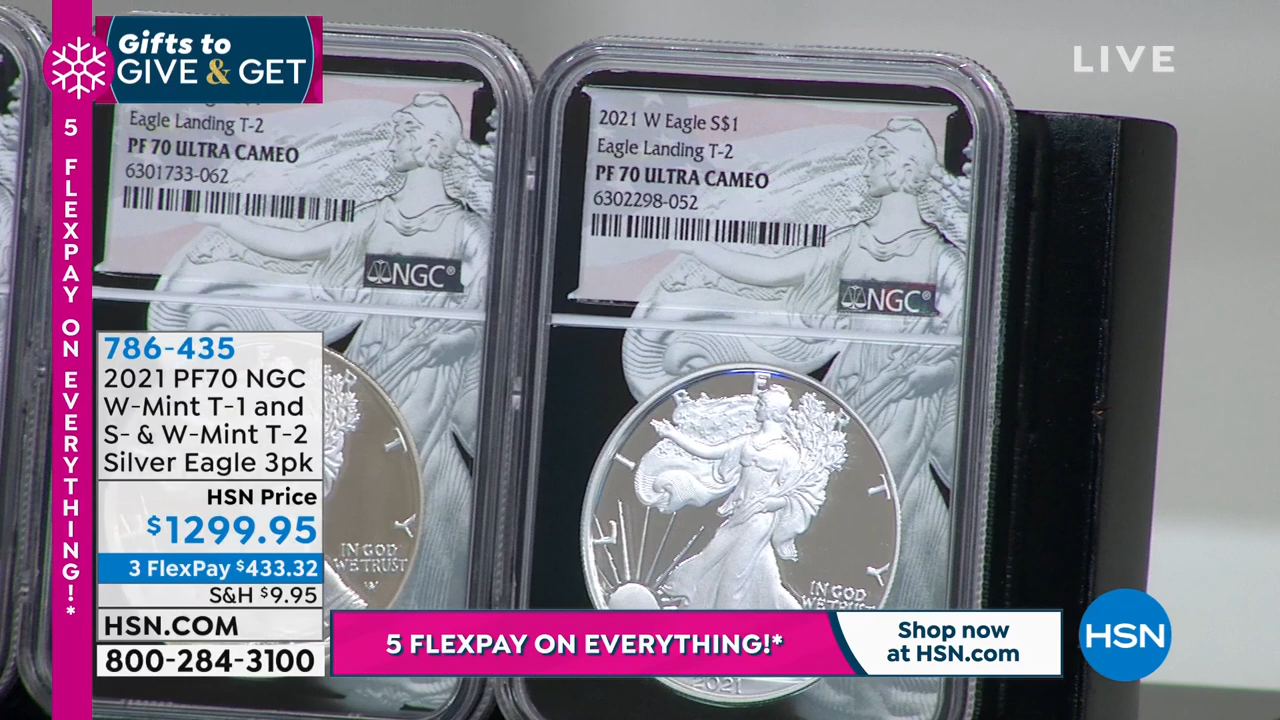 Gifts to
GIVE & GET
LIVE
5 FLEXPAY ON EVERYTHING!*
Eagle Landing T-2
PF 70 ULTRA CAMEO
6301733-062
NGC®
2021 W Eagle S$1
Eagle Landing T-2
PF 70 ULTRA CAMEO
6302298-052
NGC®
786-435
2021 PF70 NGC
W-Mint T-1 and
S- & W-Mint T-2
Silver Eagle 3pk
HSN Price
$1299.95
3 FlexPay $433.32
S&H $9.95
HSN.COM
800-284-3100
T
Y
IN GOD
WE TRUST
W
L I E T Y
IN GOD
WE TRUST
2021
5 FLEXPAY ON EVERYTHING!*
Shop now
at HSN.com
HSN